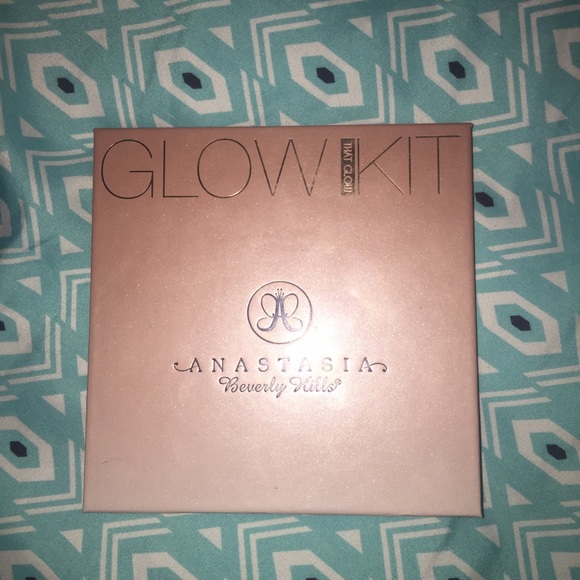 GLOW THAT GLOW KIT
A
ANASTASIA
Beverly Hills®